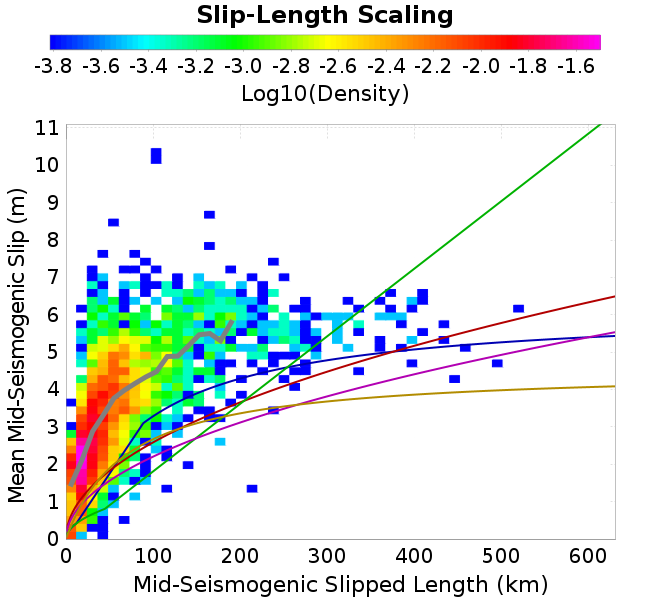 Slip-Length Scaling
-3.8 -3.6 -3.4 -3.2 -3.0 -2.8 -2.6 -2.4 -2.2 -2.0 -1.8 -1.6
Log10(Density)
11
10
9
8
7
6
5
4
3
2
1
0
Mean Mid-Seismogenic Slip (m)
0 100 200 300 400 500 600
Mid-Seismogenic Slipped Length (km)